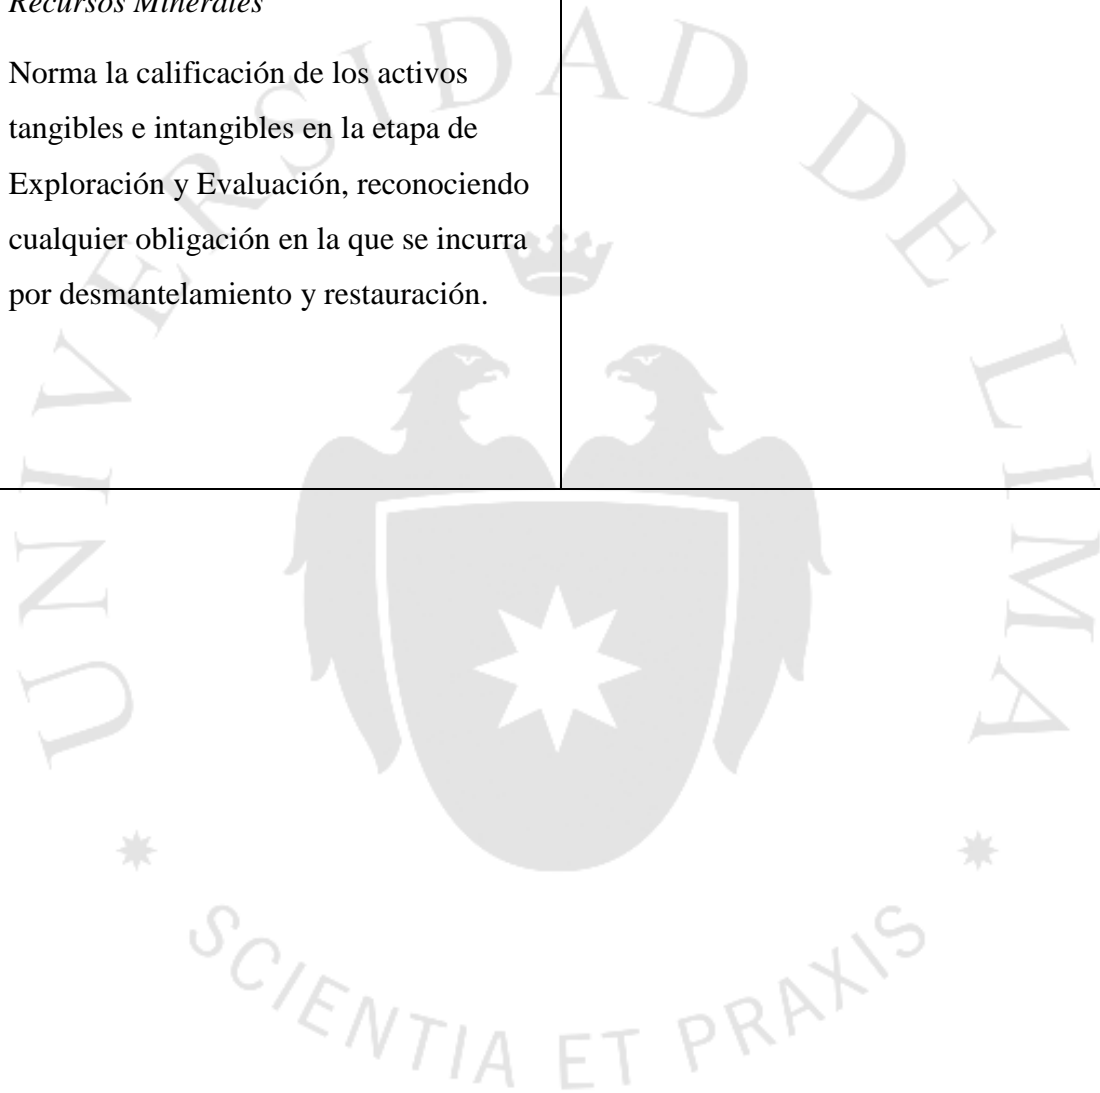 Recursos Minerales
Norma la calificación de los activos
tangibles e intangibles en la etapa de
Exploración y Evaluación, reconociendo
cualquier obligación en la que se incurra
por desmantelamiento y restauración.
UNIVERSIDAD DE LIMA
SCIENTIA ET PRAXIS